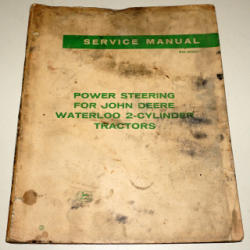 SERVICE MANUAL
POWER STEERING
FOR JOHN DEERE
WATERLOO 2-CYLINDER
TRACTORS